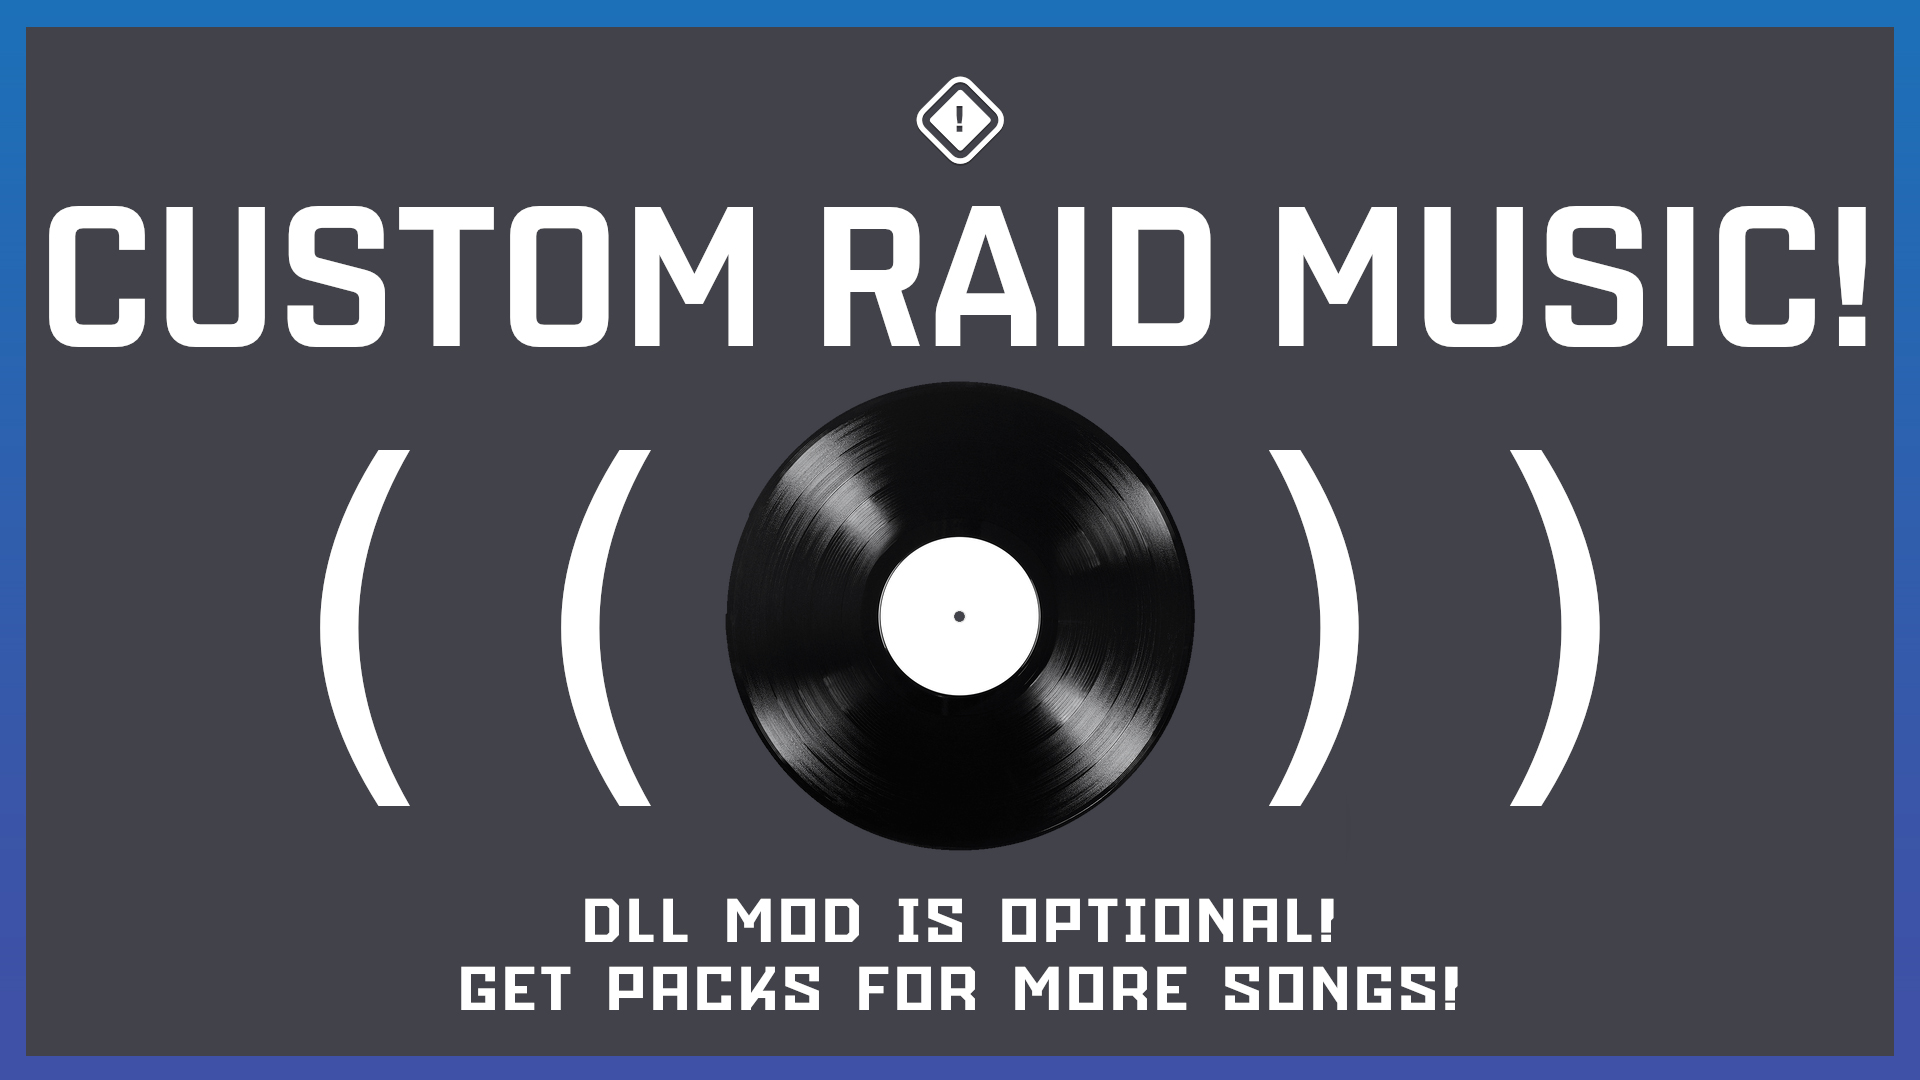 !
CUSTOM RAID MUSIC!
DLL MOD IS OPTIONAL!
GET PACKS FOR MORE SONGS!